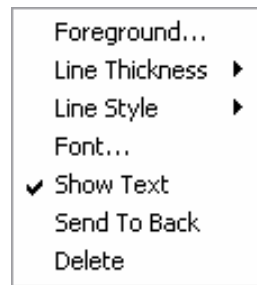 Foreground...
Line Thickness
Line Style
Font...
Show Text
Send To Back
Delete